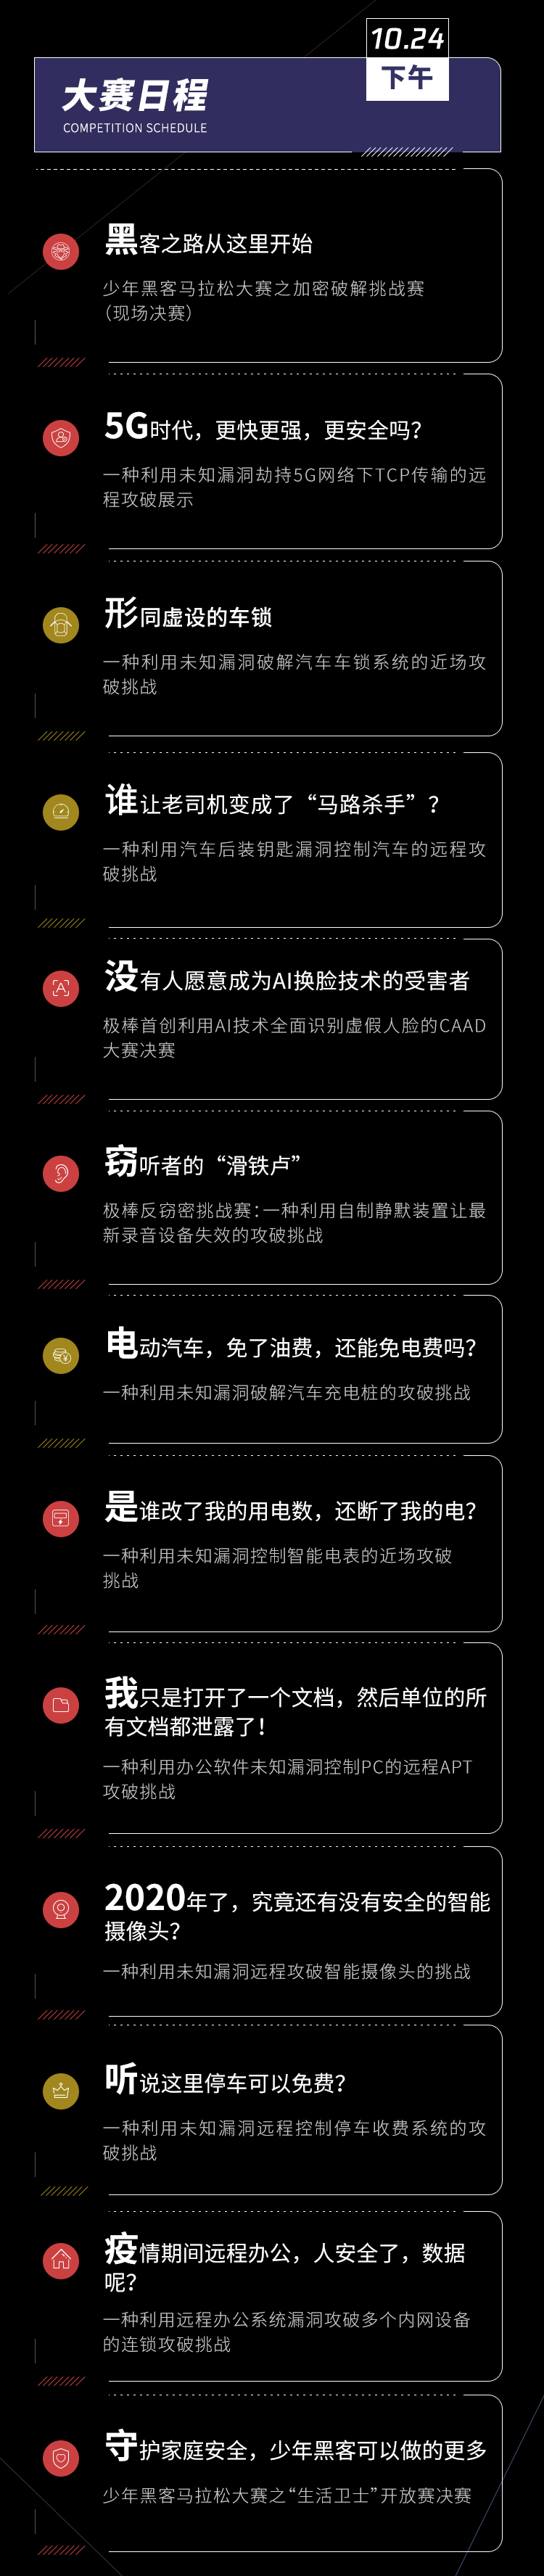 10.24
下午
大赛日程
COMPETITION SCHEDULE
黑客之路从这里开始
少年黑客马拉松大赛之加密破解挑战赛
（现场决赛）
5G时代，更快更强，更安全吗？
一种利用未知漏洞劫持5G网络下TCP传输的远
程攻破展示
形同虚设的车锁
一种利用未知漏洞破解汽车车锁系统的近场攻
破挑战
谁让老司机变成了“马路杀手”？
一种利用汽车后装钥匙漏洞控制汽车的远程攻
破挑战
没有人愿意成为AI换脸技术的受害者
极棒首创利用AI技术全面识别虚假人脸的CAAD
大赛决赛
窃听者的“滑铁卢”
极棒反窃密挑战赛：一种利用自制静默装置让最
新录音设备失效的攻破挑战
电动汽车，免了油费，还能免电费吗？
一种利用未知漏洞破解汽车充电桩的攻破挑战
是谁改了我的用电数，还断了我的电？
一种利用未知漏洞控制智能电表的近场攻破
挑战
我只是打开了一个文档，然后单位的所
有文档都泄露了！
一种利用办公软件未知漏洞控制PC的远程APT
攻破挑战
2020年了，究竟还有没有安全的智能
摄像头？
一种利用未知漏洞远程攻破智能摄像头的挑战
听说这里停车可以免费？
一种利用未知漏洞远程控制停车收费系统的攻
破挑战
疫情期间远程办公，人安全了，数据
呢？
一种利用远程办公系统漏洞攻破多个内网设备
的连锁攻破挑战
守护家庭安全，少年黑客可以做的更多
少年黑客马拉松大赛之“生活卫士”开放赛决赛